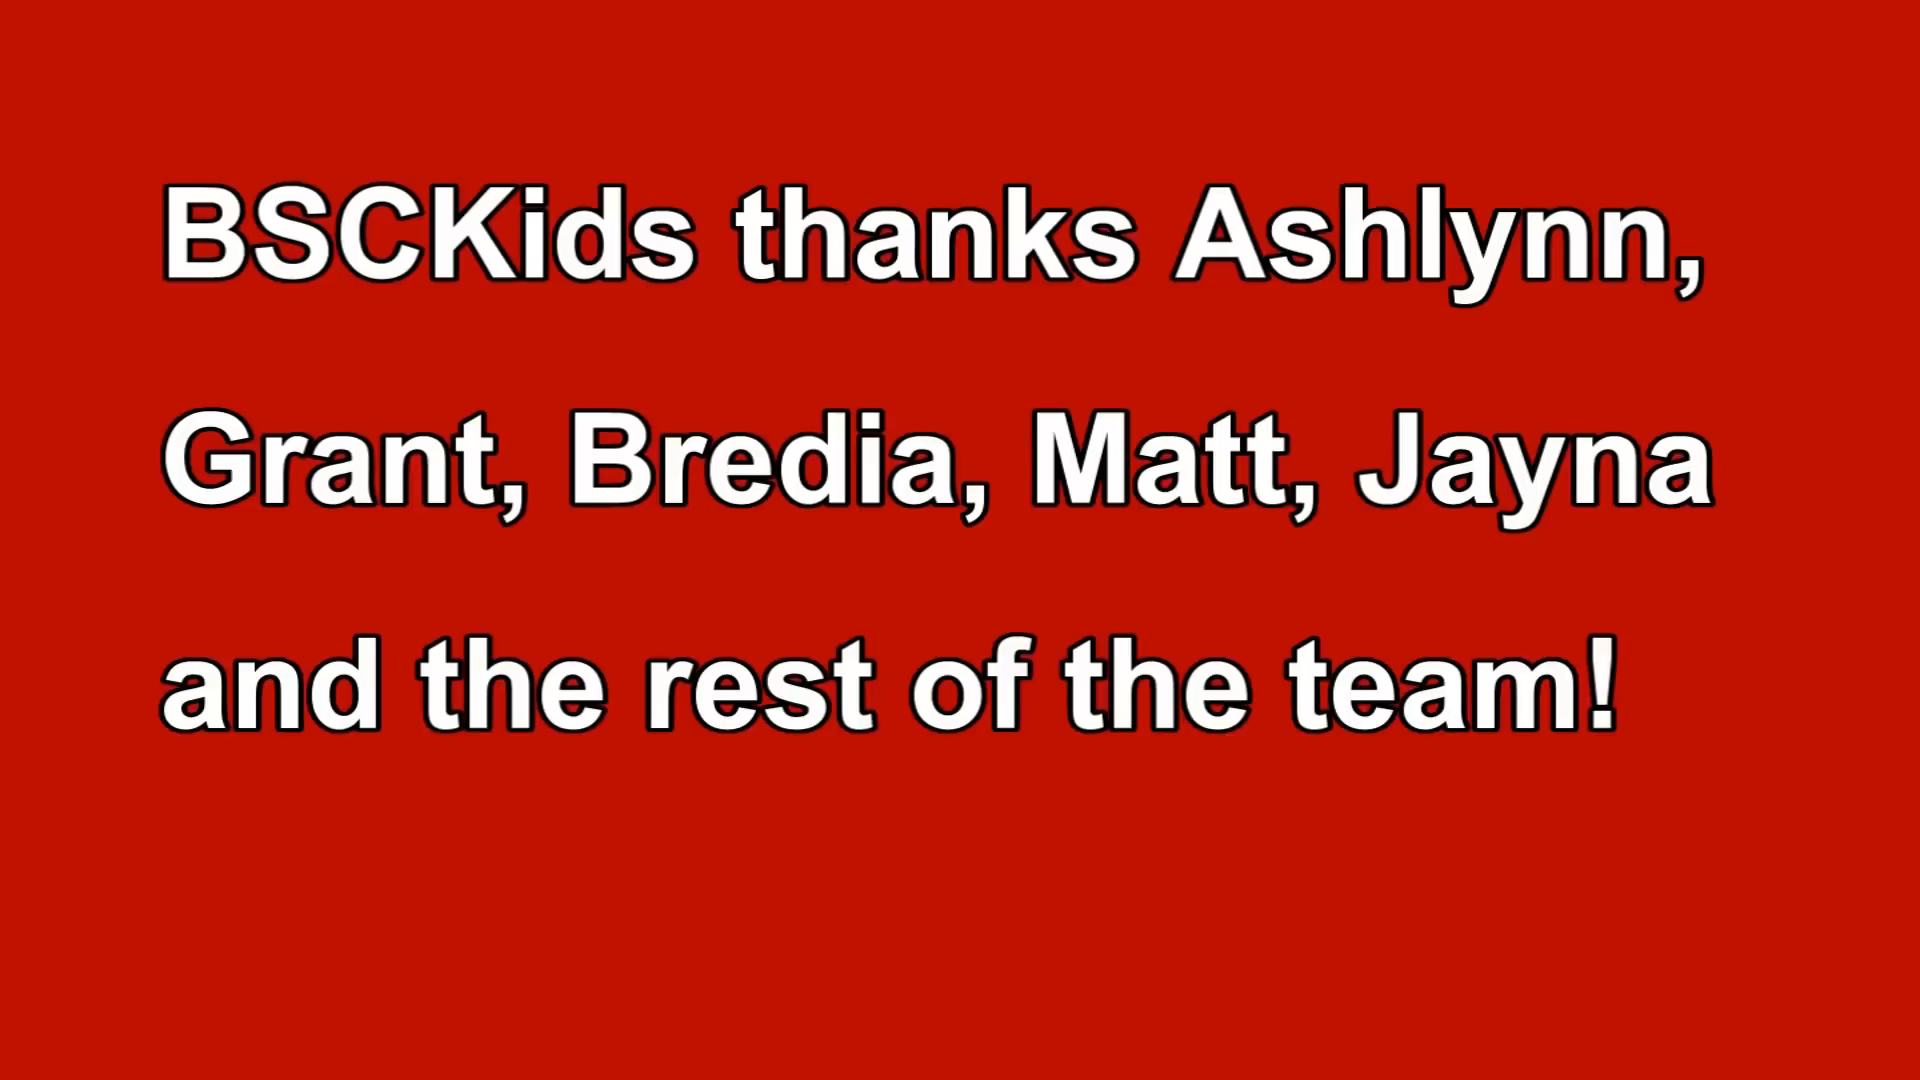 BSCKids thanks Ashlynn,
Grant, Bredia, Matt, Jayna
and the rest of the team!